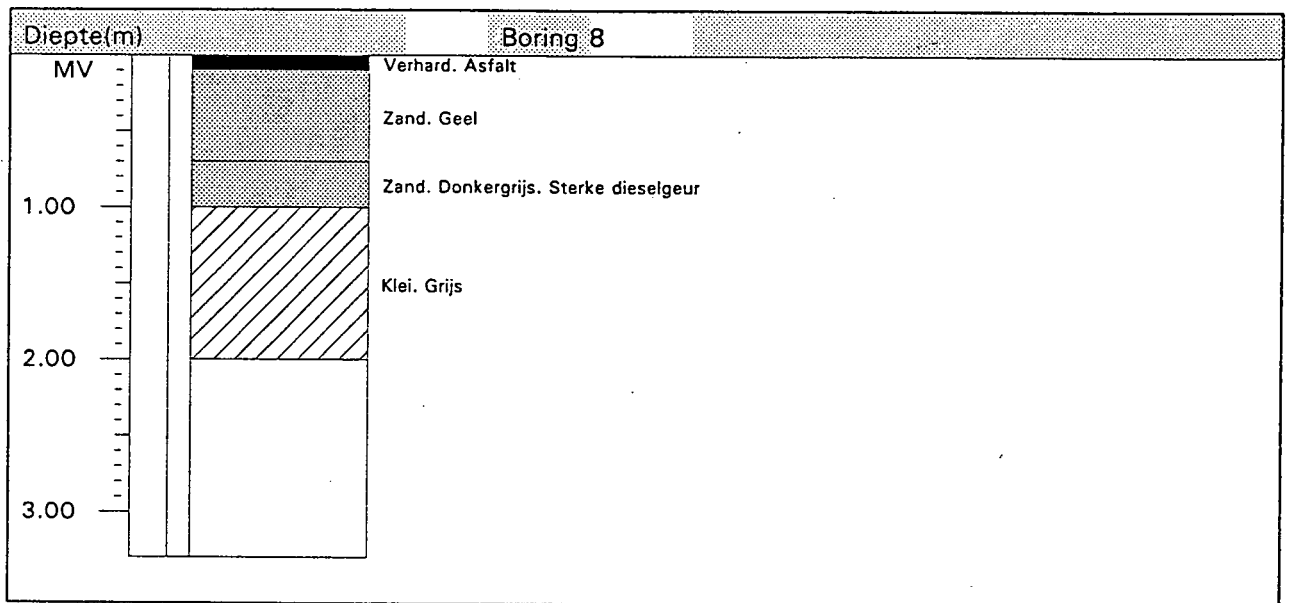 Diepte(m) Boring 8
MV Verhard. Asfalt
Zand. Geel
Zand. Donkergrijs. Sterke dieselgeur
1.00
Klei. Grijs
2.00
3.00